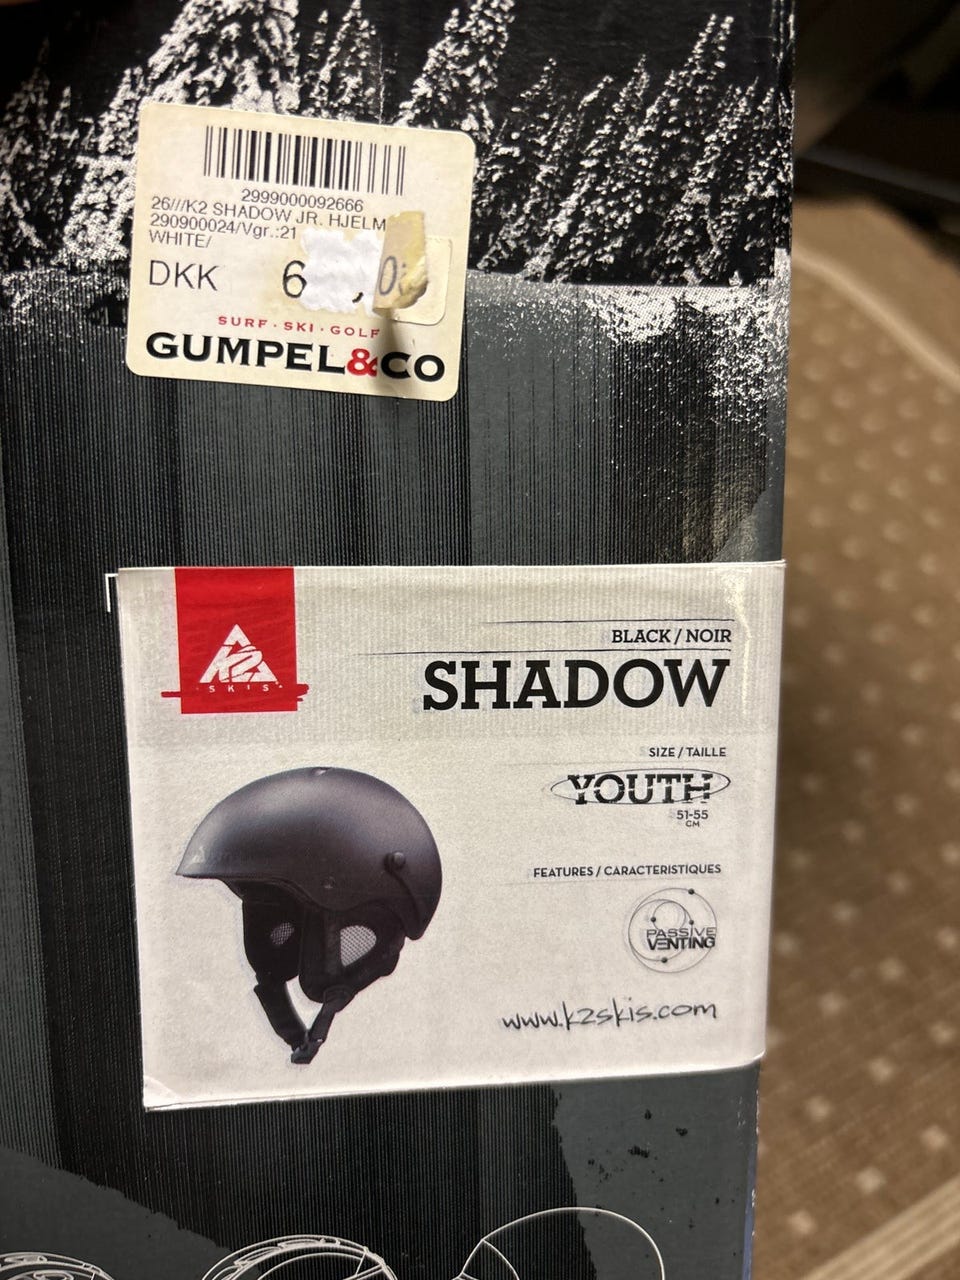 2999000092666
26///K2 SHADOW JR. HJELM
290900024/Vgr.:21
WHITE/
DKK 6
SURF · SKI · GOLF
GUMPEL&CO
K2
SKIS
BLACK / NOIR
SHADOW
SIZE / TAILLE
YOUTH
51-55
CM
FEATURES / CARACTERISTIQUES
PASSIVE
VENTING
www.k2skis.com